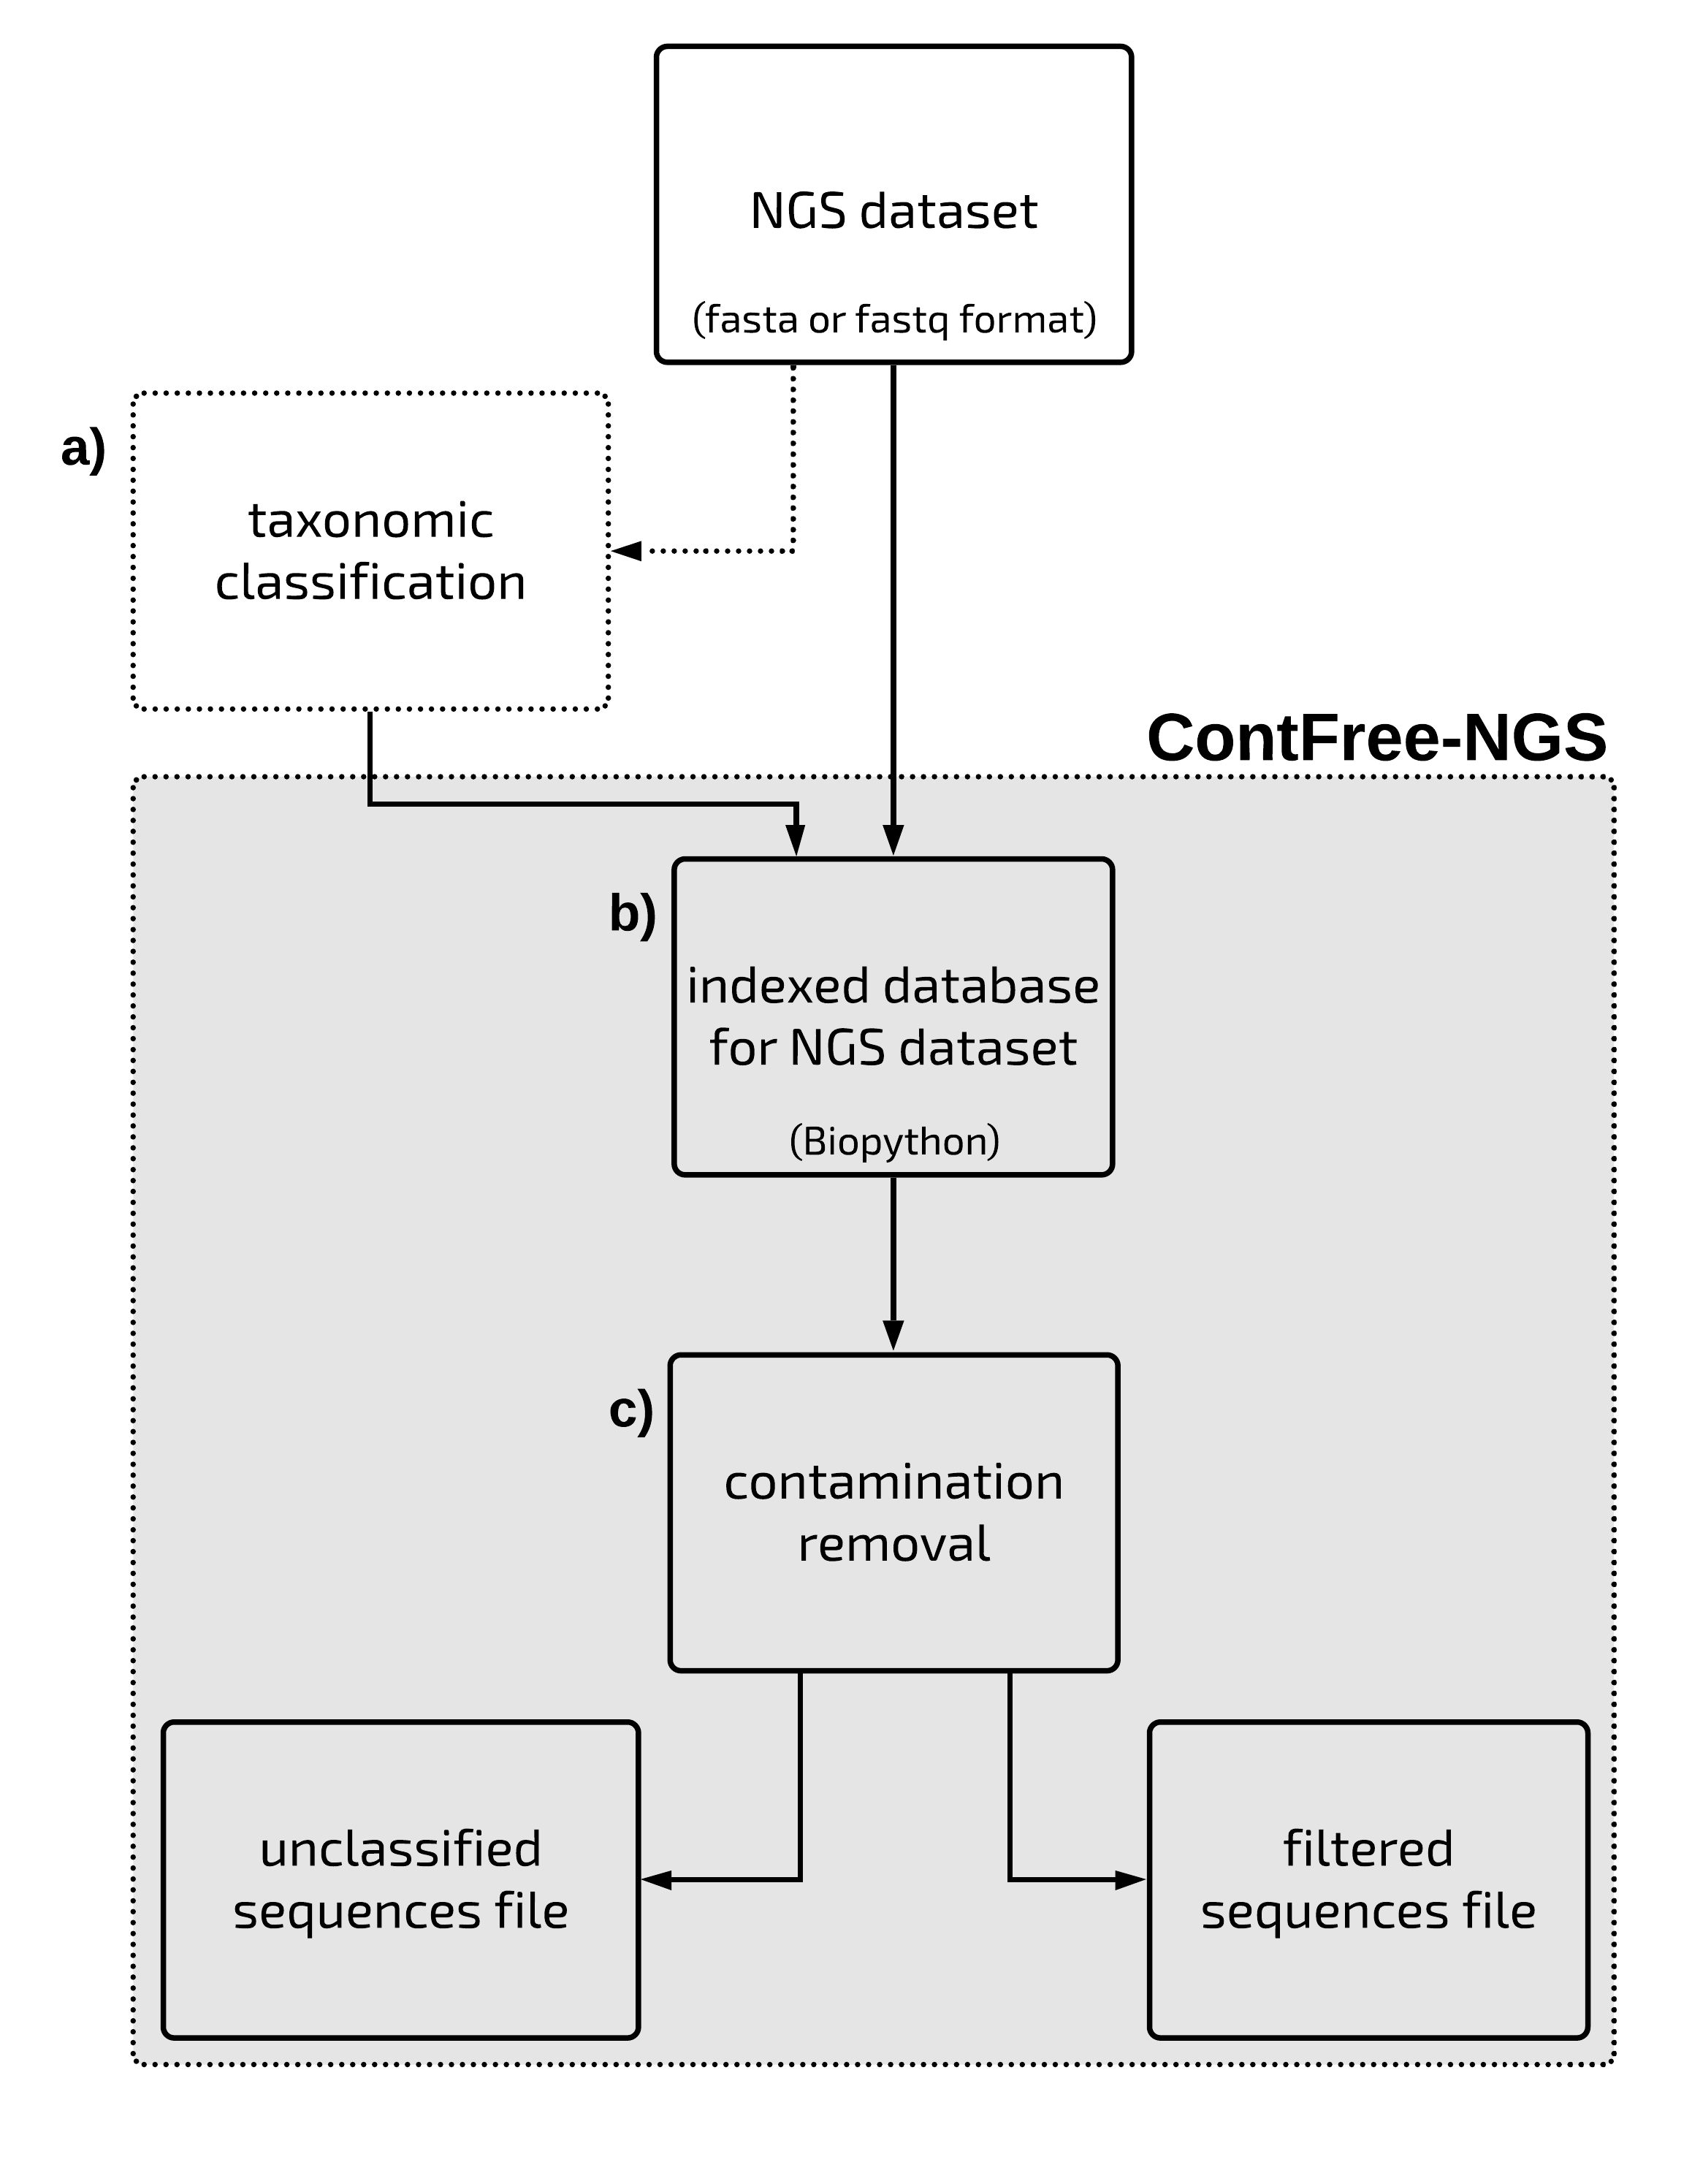 NGS dataset
(fasta or fastq format)
a)
taxonomic
classification
ContFree-NGS
b)
indexed database
for NGS dataset
(Biopython)
c)
contamination
removal
unclassified
sequences file
filtered
sequences file